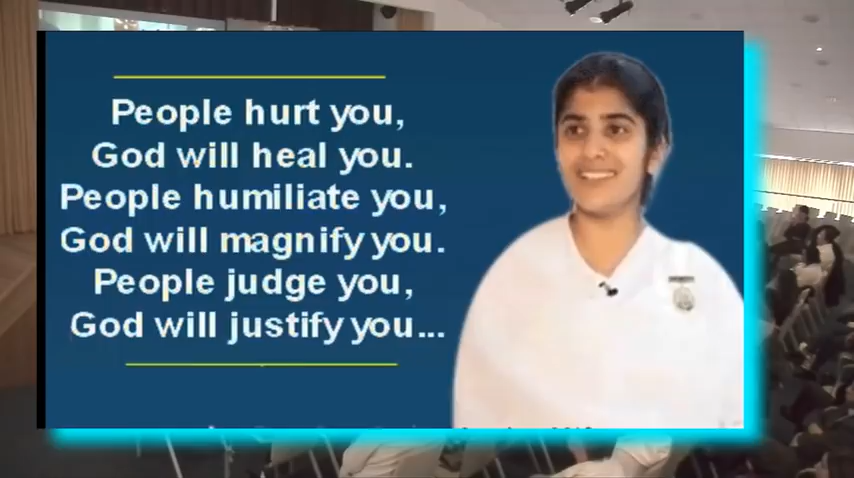 People hurt you,
God will heal you.
People humiliate you,
God will magnify you.
People judge you,
God will justify you...